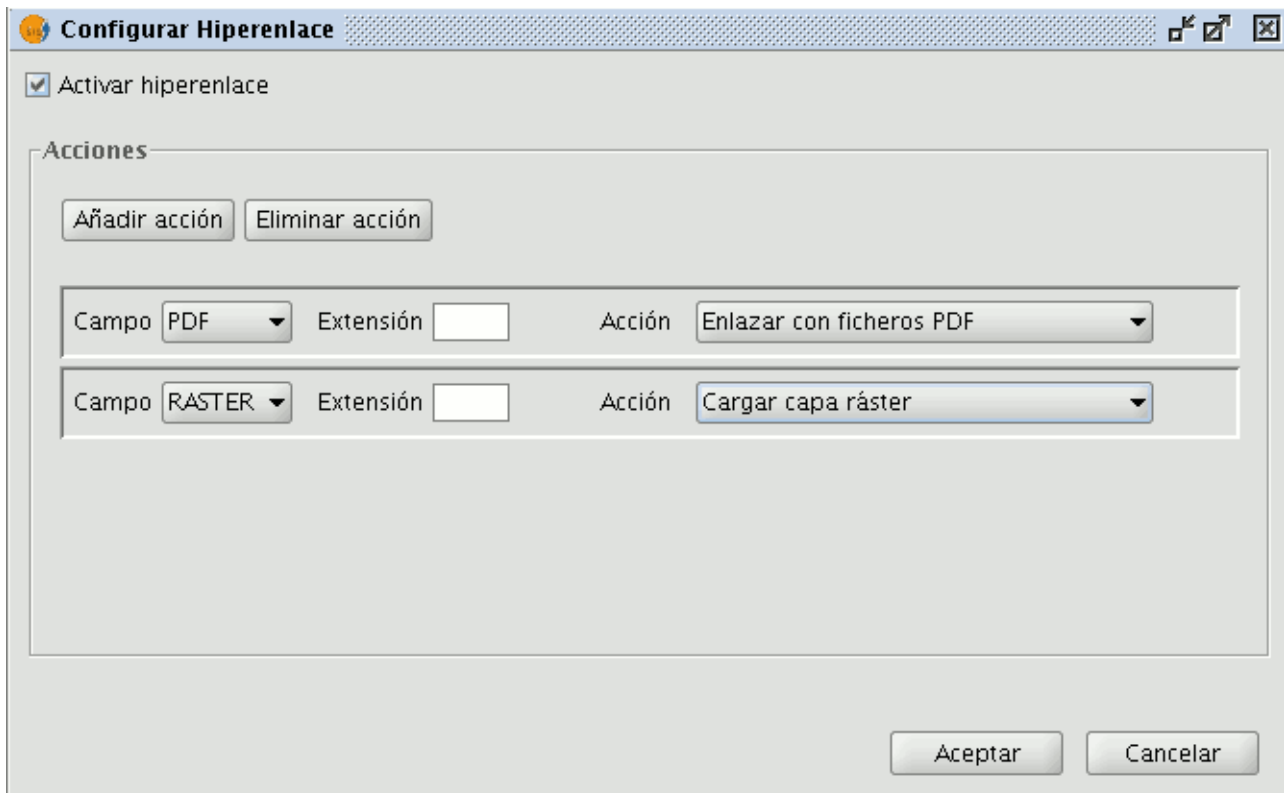 Configurar Hiperenlace
Activar hiperenlace
Acciones
Añadir acción Eliminar acción
Campo PDF Extensión Acción Enlazar con ficheros PDF
Campo RASTER Extensión Acción Cargar capa ráster
Aceptar Cancelar